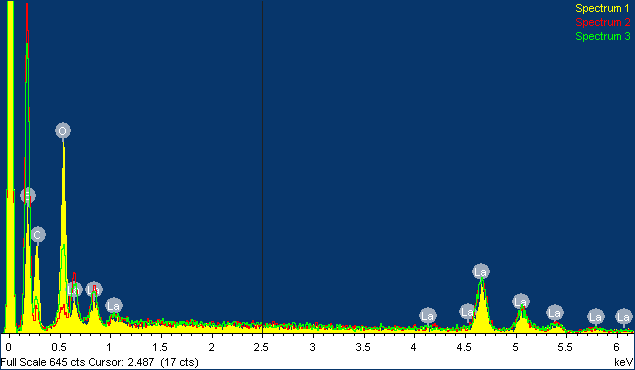 Spectrum 1
Spectrum 2
Spectrum 3
O
B
C
La
La
La
La
La
La
La
La
La
La
0 0.5 1 1.5 2 2.5 3 3.5 4 4.5 5 5.5 6
Full Scale 645 cts Cursor: 2.487 (17 cts) keV